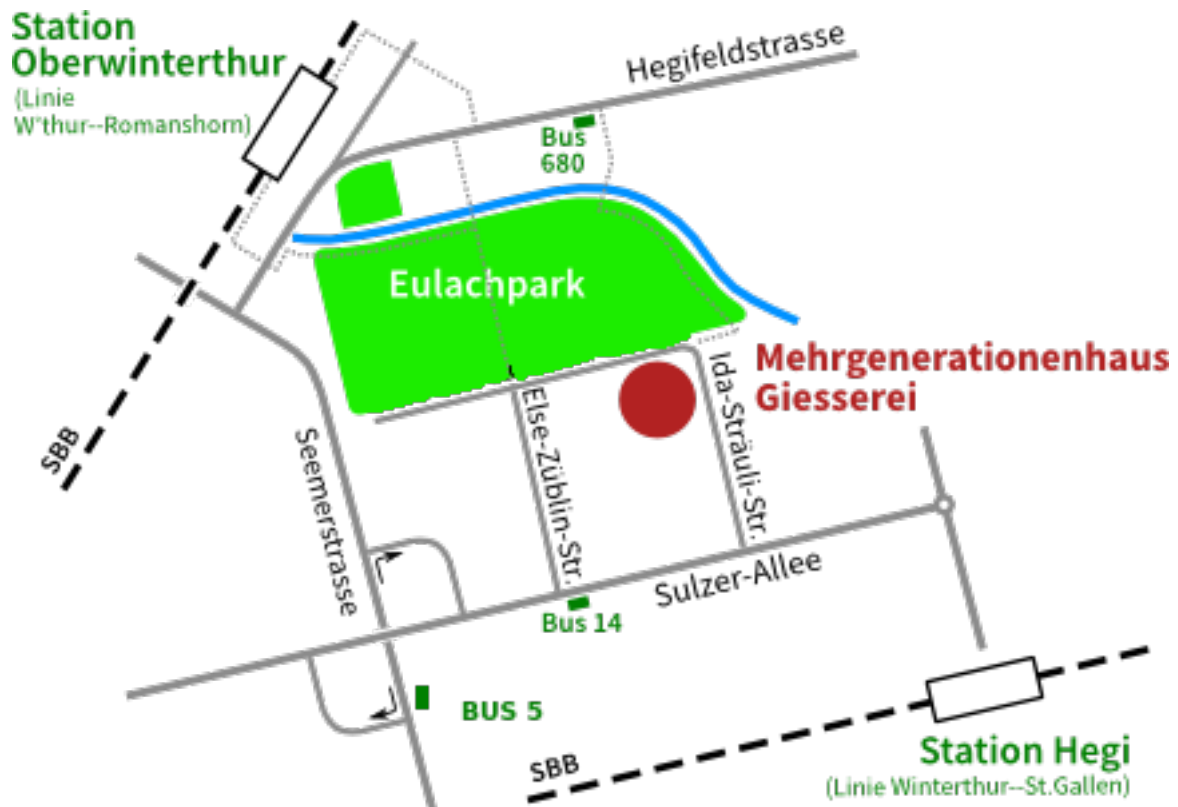 Station
Oberwinterthur
(Linie
W'thur--Romanshorn)
Hegifeldstrasse
Bus
680
Eulachpark
Mehrgenerationenhaus
Giesserei
Ida-Sträuli-Str.
Else-Züblin-Str.
SBB
Seemerstrasse
Sulzer-Allee
Bus 14
BUS 5
SBB
Station Hegi
(Linie Winterthur--St.Gallen)